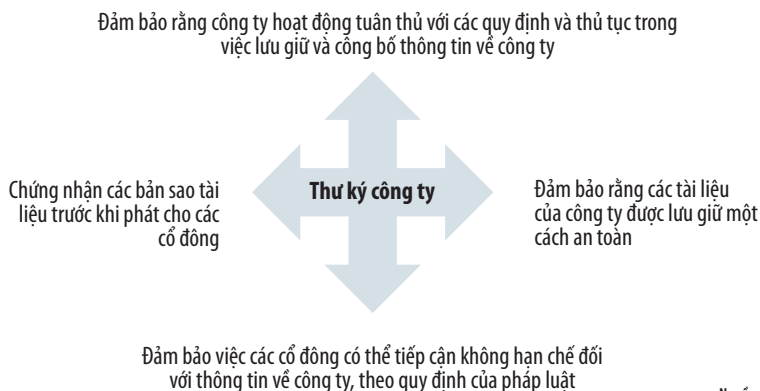 Đảm bảo rằng công ty hoạt động tuân thủ với các quy định và thủ tục trong
việc lưu giữ và công bố thông tin về công ty
Chứng nhận các bản sao tài
liệu trước khi phát cho các
cổ đông
Thư ký công ty
Đảm bảo rằng các tài liệu
của công ty được lưu giữ một
cách an toàn
Đảm bảo việc các cổ đông có thể tiếp cận không hạn chế đối
với thông tin về công ty, theo quy định của pháp luật